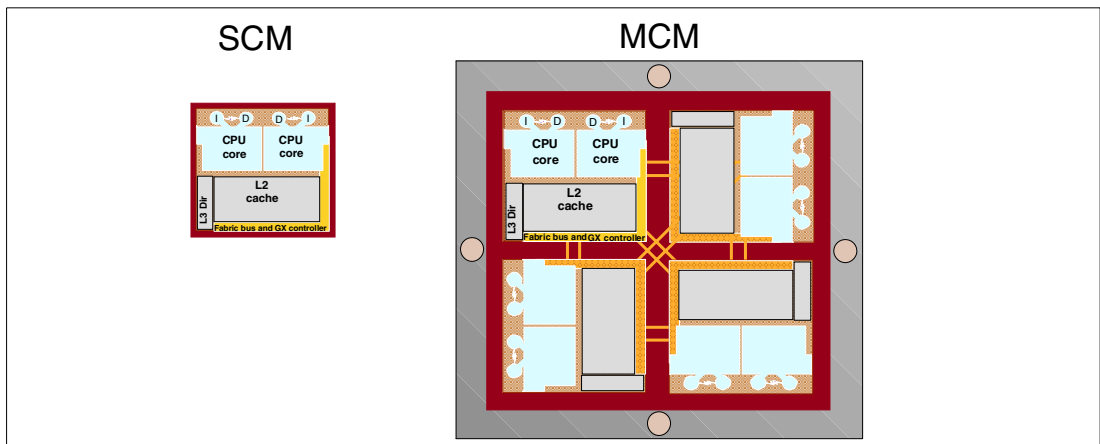 SCM
MCM
I D D I
CPU core
CPU core
L3 Dir
L2 cache
Fabric bus and GX controller
I D D I
CPU core
CPU core
L3 Dir
L2 cache
Fabric bus and GX controller